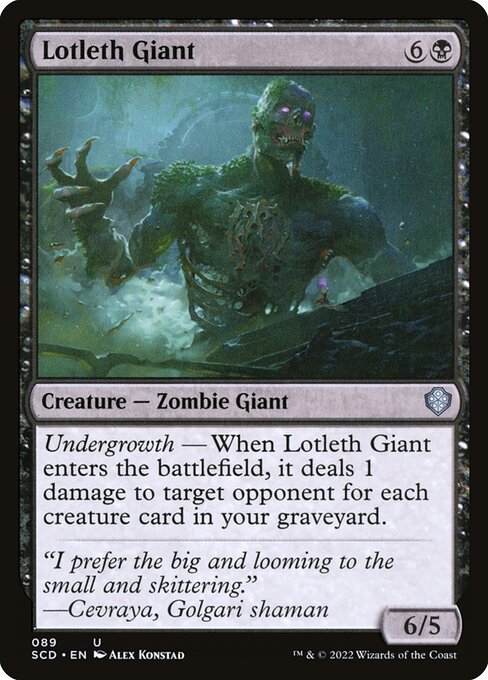 Lotleth Giant 6
Creature — Zombie Giant
Undergrowth — When Lotleth Giant
enters the battlefield, it deals 1
damage to target opponent for each
creature card in your graveyard.
“I prefer the big and looming to the
small and skittering.”
—Cevraya, Golgari shaman
6/5
089 U
SCD • EN Alex Konstad ™ & © 2022 Wizards of the Coast